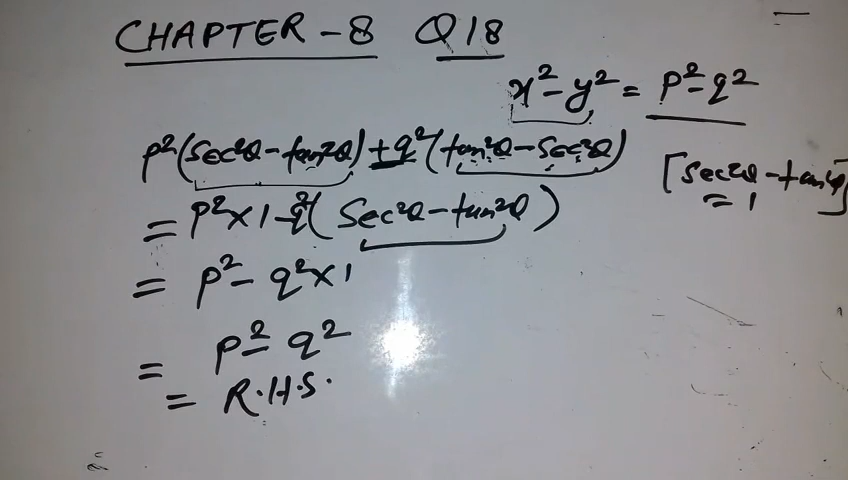 CHAPTER - 8 Q18
x² - y² = p² - q²
p²(sec²θ - tan²θ) + q²(tan²θ - sec²θ)
[sec²θ - tan²θ
= 1 ]
= p² × 1 - q²(sec²θ - tan²θ)
= p² - q² × 1
= p² - q²
= R.H.S.